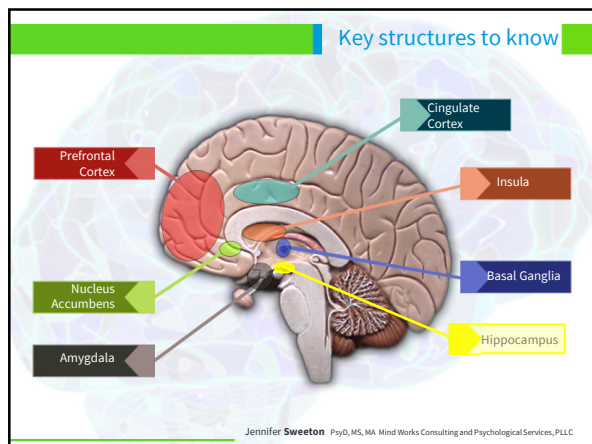 Key structures to know
Cingulate
Cortex
Prefrontal
Cortex
Insula
Nucleus
Accumbens
Basal Ganglia
Hippocampus
Amygdala
Jennifer Sweeton PsyD, MS, MA Mind Works Consulting and Psychological Services, PLLC